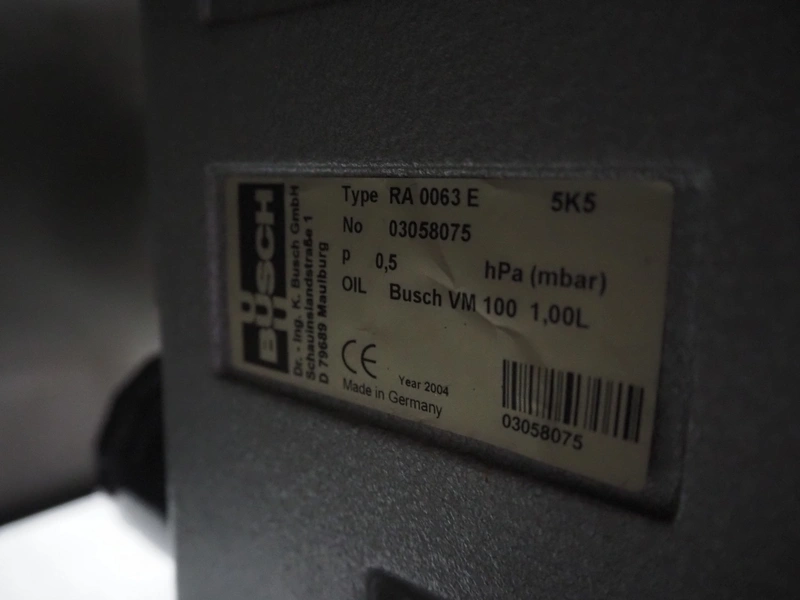 BUSCH
Dr. - Ing. K. Busch GmbH
Schauinslandstraße 1
D 79689 Maulburg
Type RA 0063 E 5K5
No 03058075
p 0,5 hPa (mbar)
OIL Busch VM 100 1,00L
CE Year 2004
Made in Germany
03058075